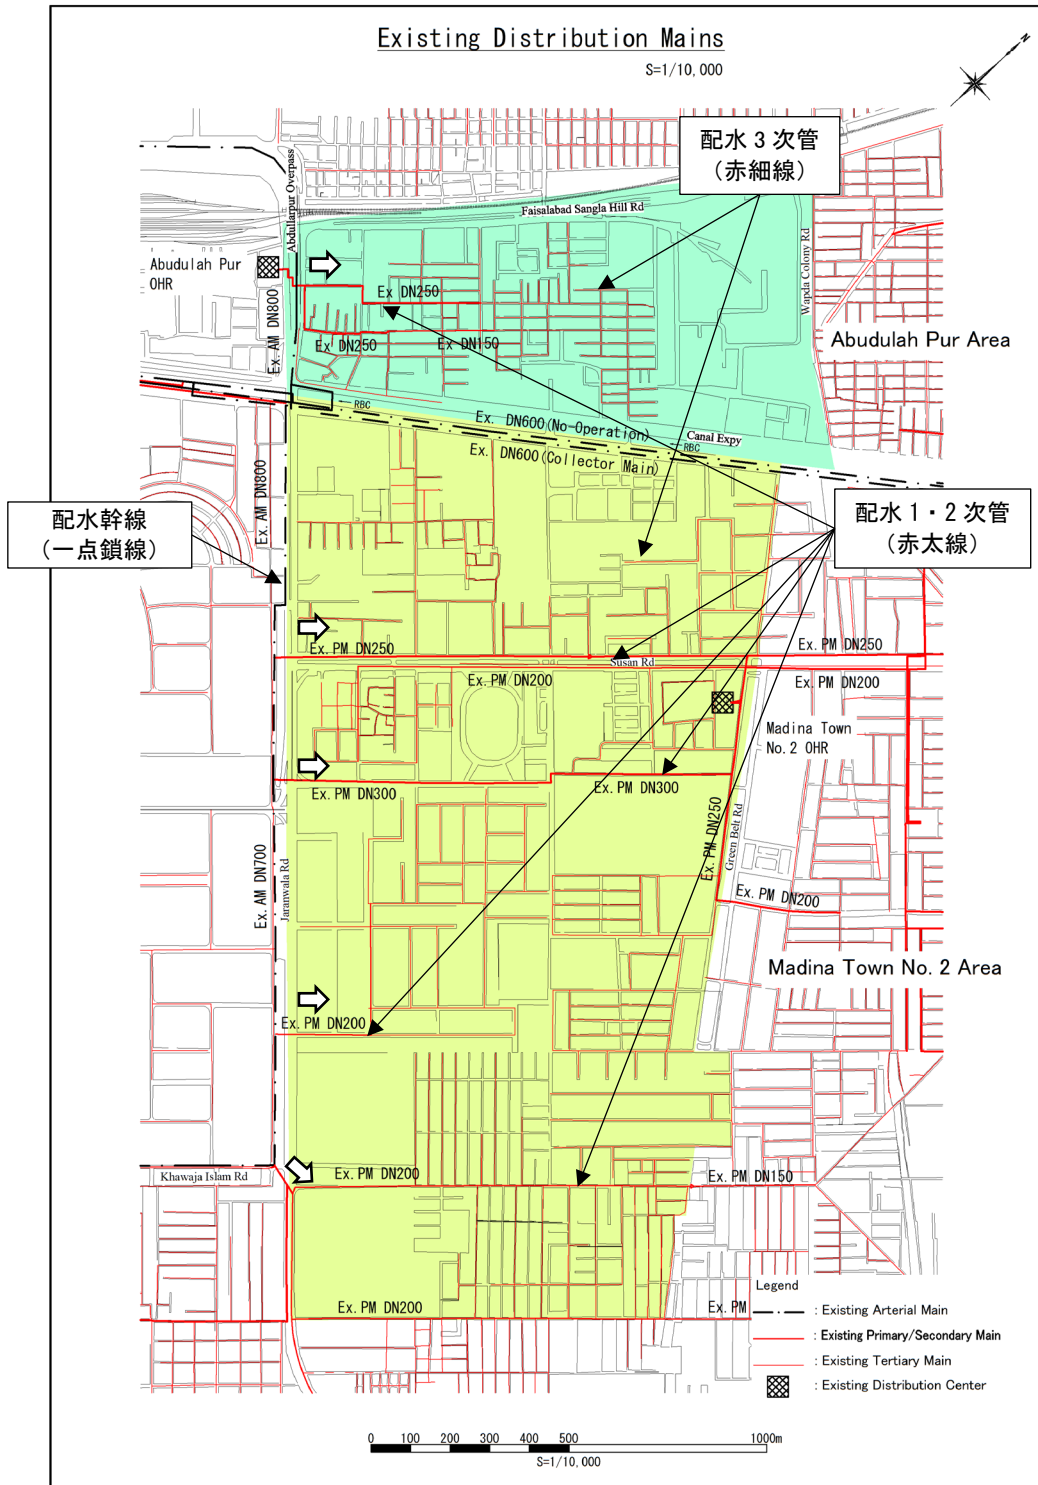 Existing Distribution Mains
S=1/10,000
N
配水３次管
（赤細線）
Abdullarpur Overpass
Faisalabad Sangla Hill Rd
Wapda Colony Rd
Abudulah Pur
OHR
Ex. AM DN800
Ex DN250
Ex DN250
Ex DN150
Abudulah Pur Area
RBC
Ex. DN600(No-Operation)
Canal Expy
RBC
Ex. DN600(Collector Main)
Ex. AM DN800
配水幹線
（一点鎖線）
配水１・２次管
（赤太線）
Ex. PM DN250
Ex. PM DN250
Susan Rd
Ex. PM DN200
Ex. PM DN200
Madina Town
No.2 OHR
Ex. PM DN300
Ex. PM DN300
Ex. PM DN250
Green Belt Rd
Ex. AM DN700
Jaranwala Rd
Ex. PM DN200
Madina Town No. 2 Area
Ex. PM DN200
Khawaja Islam Rd
Ex. PM DN200
Ex. PM DN150
Ex. PM DN200
Ex. PM
Legend
: Existing Arterial Main
: Existing Primary/Secondary Main
: Existing Tertiary Main
: Existing Distribution Center
0 100 200 300 400 500 1000m
S=1/10,000